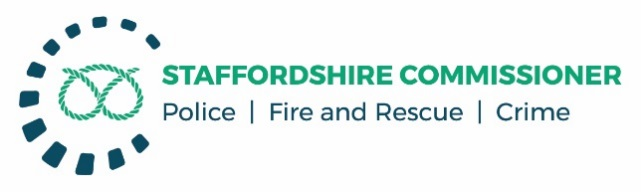 STAFFORDSHIRE COMMISSIONER
Police | Fire and Rescue | Crime